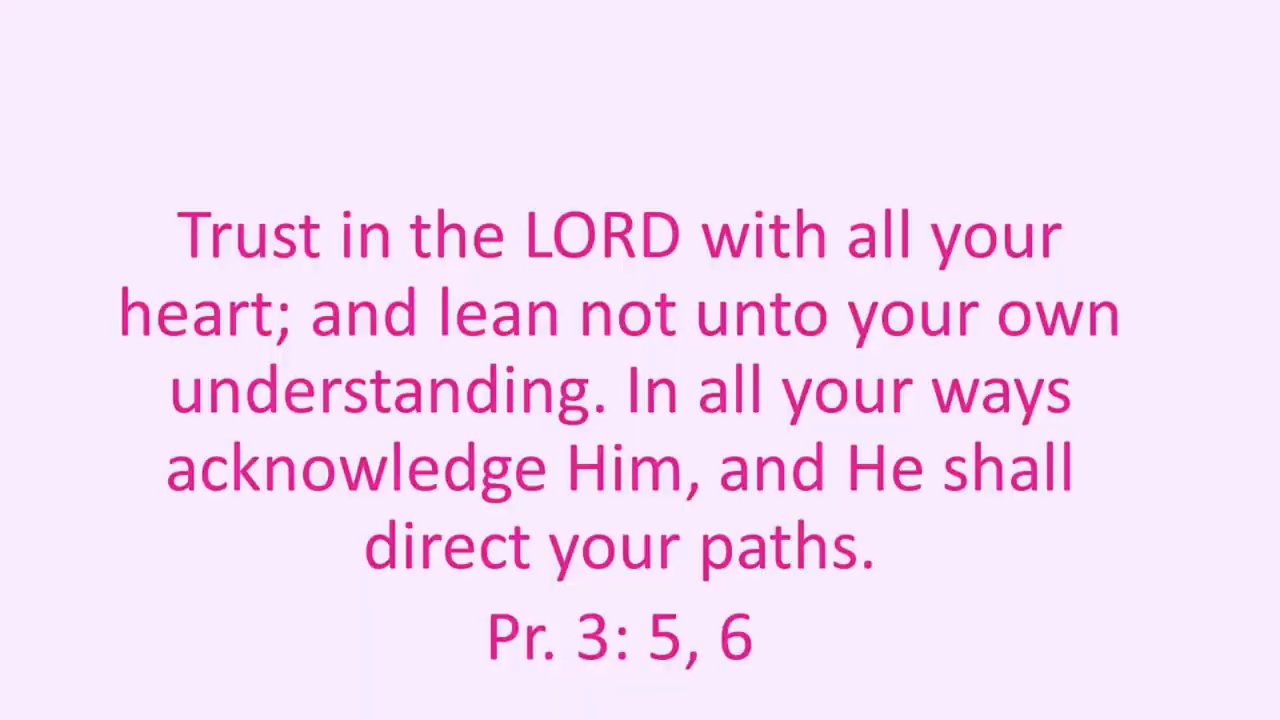 Trust in the LORD with all your
heart; and lean not unto your own
understanding. In all your ways
acknowledge Him, and He shall
direct your paths.
Pr. 3: 5, 6